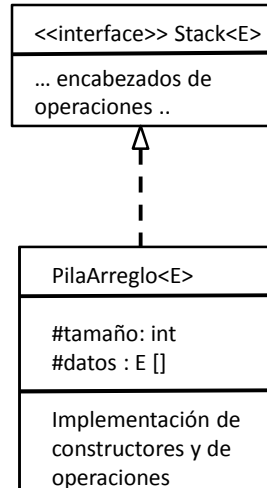 <<interface>> Stack<E>
… encabezados de
operaciones ..
PilaArreglo<E>
#tamaño: int
#datos : E []
Implementación de
constructores y de
operaciones